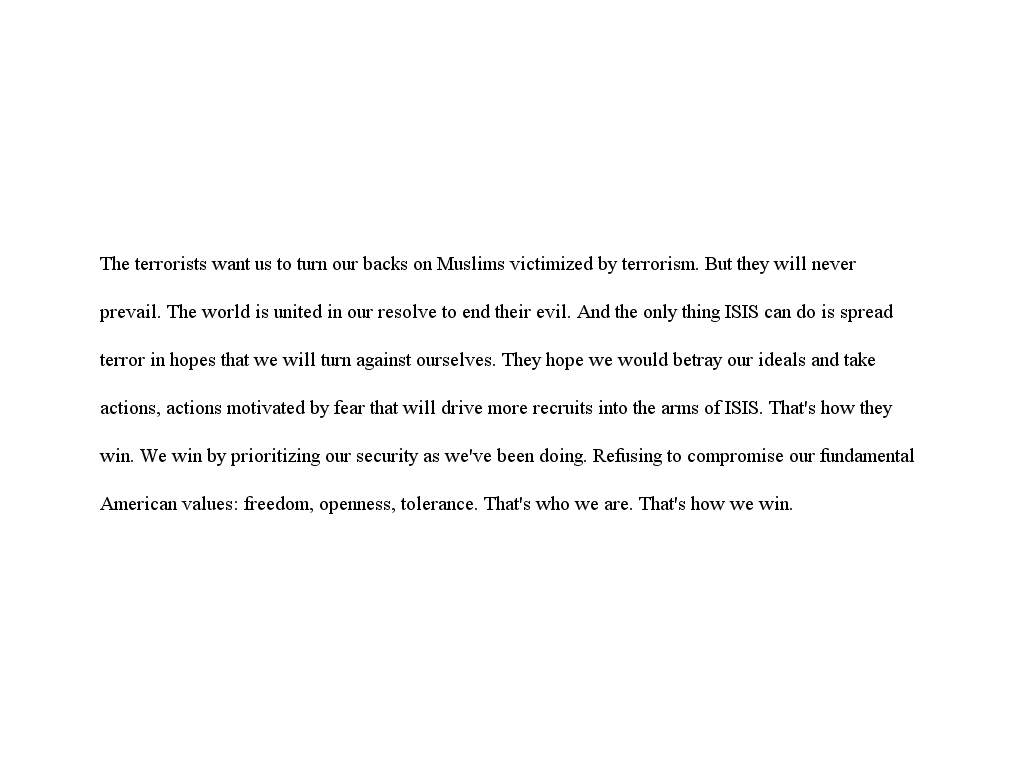 The terrorists want us to turn our backs on Muslims victimized by terrorism. But they will never
prevail. The world is united in our resolve to end their evil. And the only thing ISIS can do is spread
terror in hopes that we will turn against ourselves. They hope we would betray our ideals and take
actions, actions motivated by fear that will drive more recruits into the arms of ISIS. That's how they
win. We win by prioritizing our security as we've been doing. Refusing to compromise our fundamental
American values: freedom, openness, tolerance. That's who we are. That's how we win.